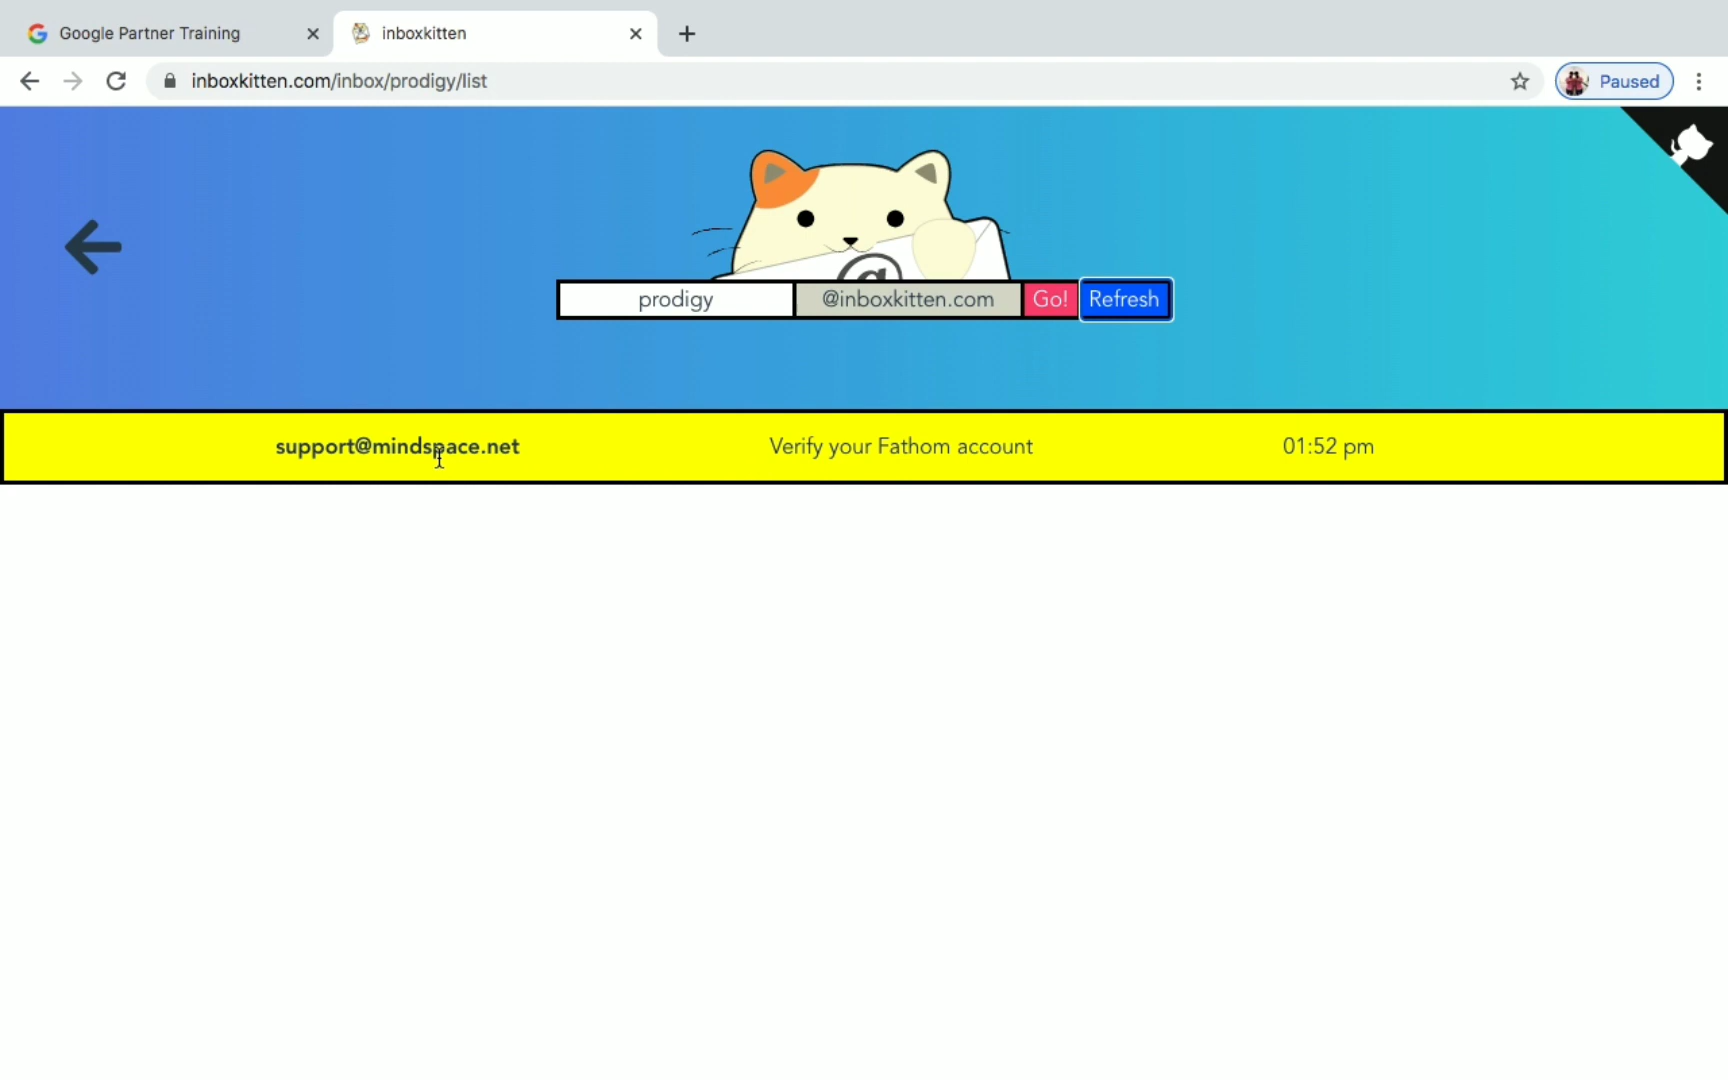 Google Partner Training
inboxkitten
inboxkitten.com/inbox/prodigy/list
Paused
@
prodigy @inboxkitten.com Go! Refresh
support@mindspace.net Verify your Fathom account 01:52 pm